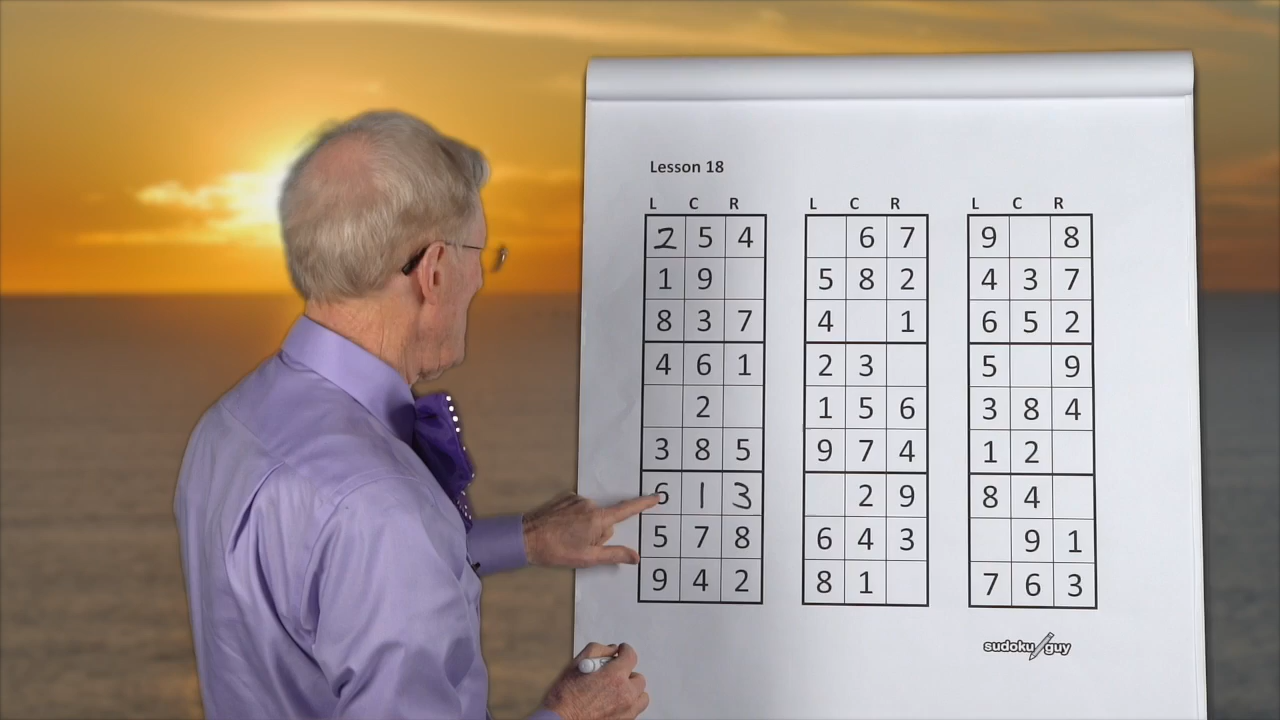 Lesson 18
L C R L C R L C R
2 5 4 6 7 9 8
1 9 5 8 2 4 3 7
8 3 7 4 1 6 5 2
4 6 1 2 3 5 9
2 1 5 6 3 8 4
3 8 5 9 7 4 1 2
6 1 3 2 9 8 4
5 7 8 6 4 3 9 1
9 4 2 8 1 7 6 3
sudoku guy